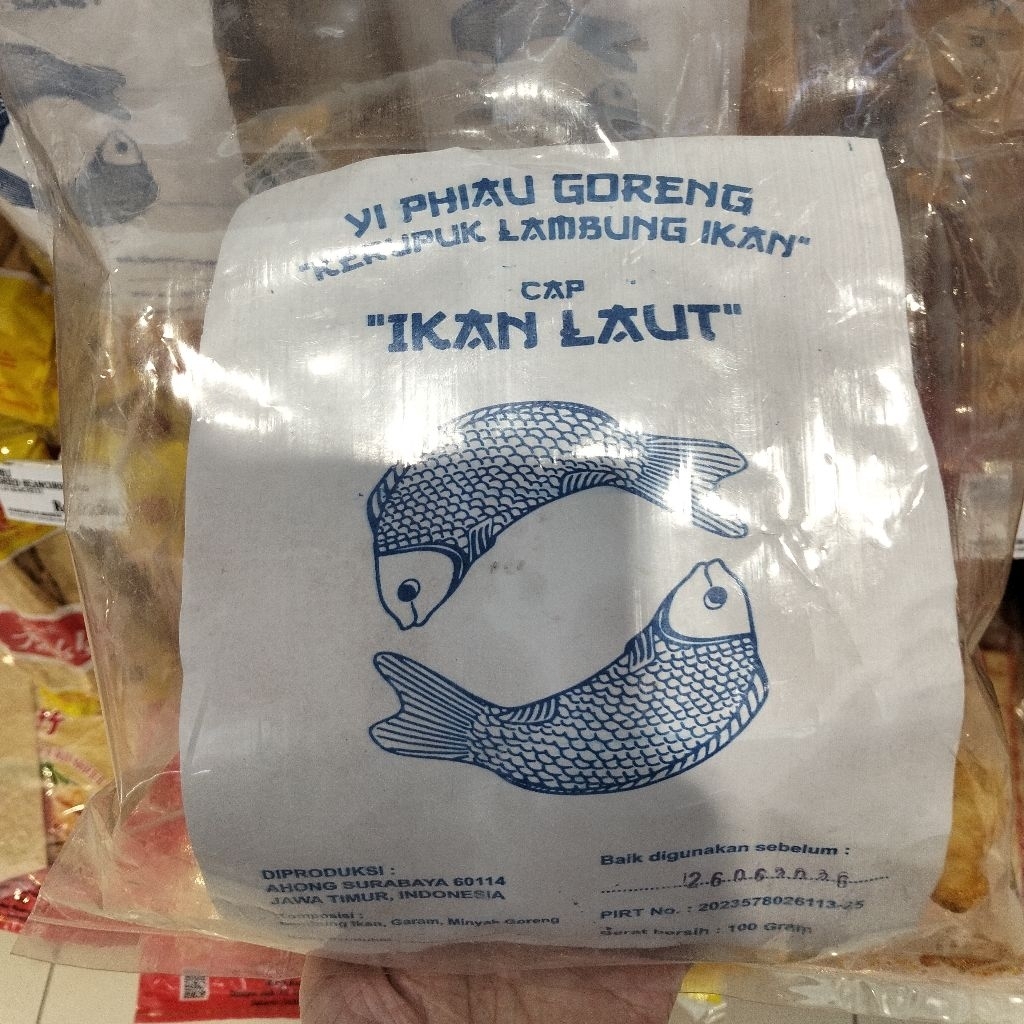 YI PHIAU GORENG
"KERUPUK LAMBUNG IKAN"
CAP
"IKAN LAUT"
DIPRODUKSI :
AHONG SURABAYA 60114
JAWA TIMUR, INDONESIA
Komposisi :
Lambung Ikan, Garam, Minyak Goreng
Baik digunakan sebelum :
PIRT No. : 2023578026113-25
Berat bersih : 100 Gram